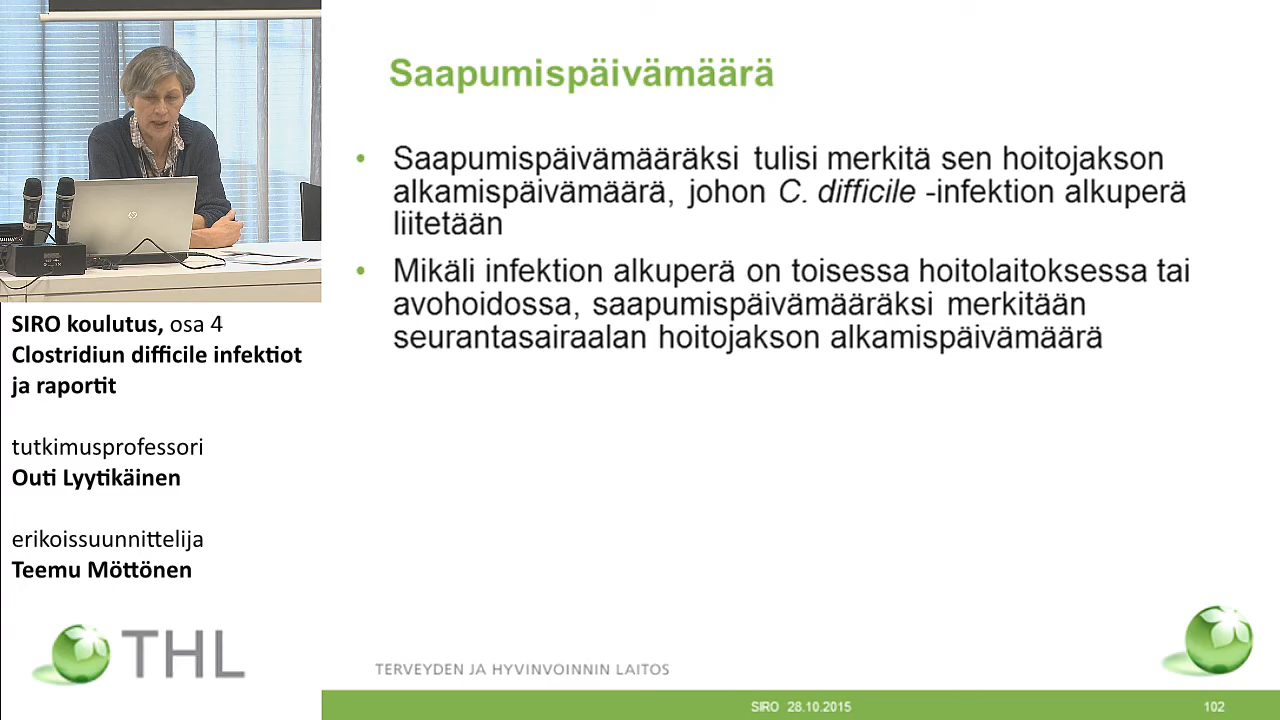 Saapumispäivämäärä
• Saapumispäivämääräksi tulisi merkitä sen hoitojakson
alkamispäivämäärä, johon C. difficile -infektion alkuperä
liitetään
• Mikäli infektion alkuperä on toisessa hoitolaitoksessa tai
avohoidossa, saapumispäivämääräksi merkitään
seurantasairaalan hoitojakson alkamispäivämäärä
SIRO koulutus, osa 4
Clostridiun difficile infektiot
ja raportit
tutkimusprofessori
Outi Lyytikäinen
erikoissuunnittelija
Teemu Möttönen
THL
TERVEYDEN JA HYVINVOINNIN LAITOS
SIRO 28.10.2015
102
hp